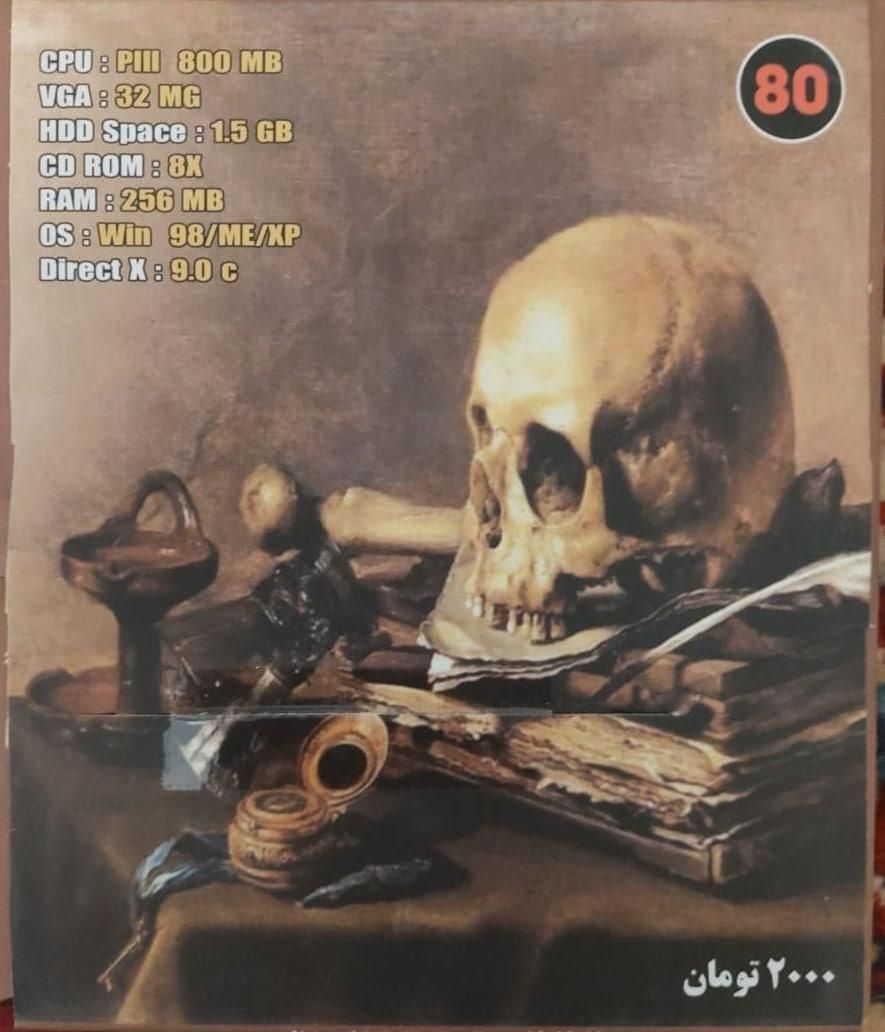 CPU : PIII 800 MB
VGA : 32 MG
HDD Space : 1.5 GB
CD ROM : 8X
RAM : 256 MB
OS : Win 98/ME/XP
Direct X : 9.0 c
80
۲۰۰۰ تومان